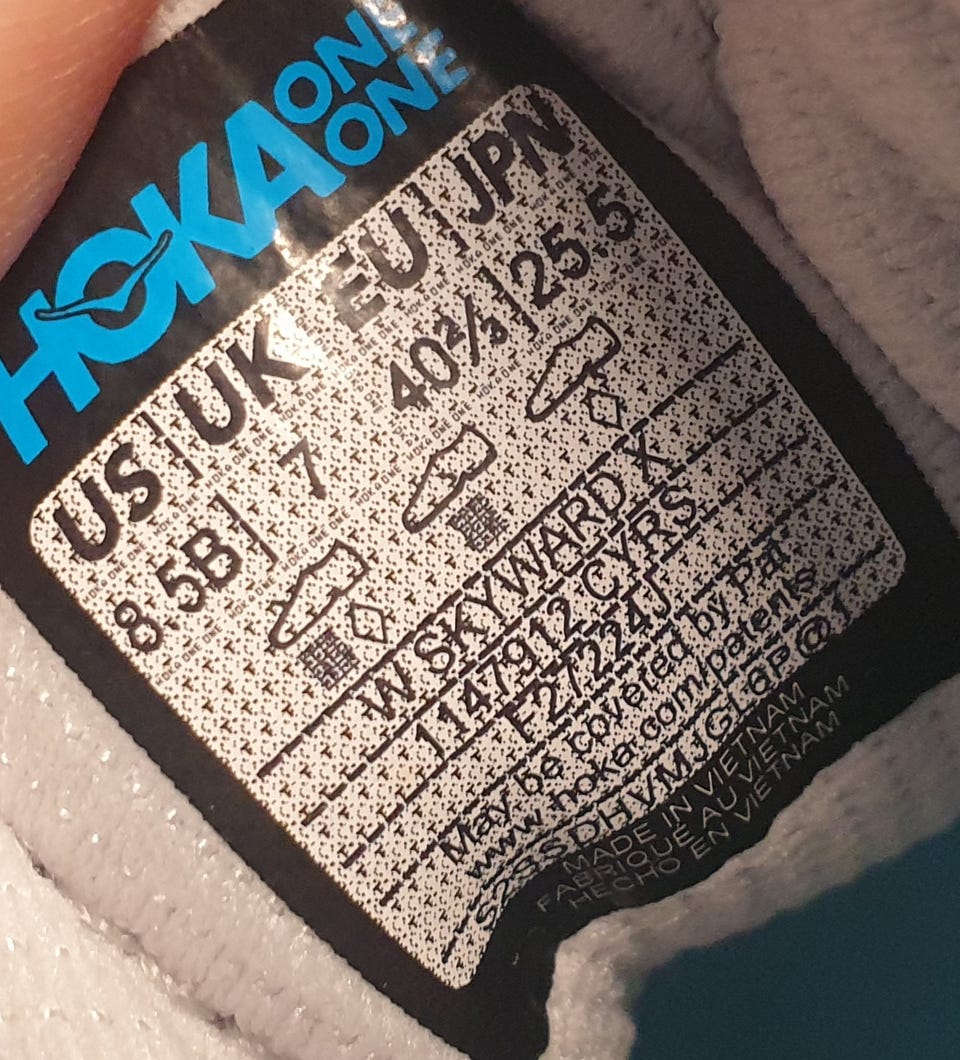 HOKA ONE ONE
US | UK EU | JPN
8 5B | 7 40⅔ | 25 5
W SKYWARD X
1147912 CYRS
F27224J
May be covered by Pat
www hoka.com/patents
MADE IN VIETNAM
FABRIQUÉ AU VIETNAM
HECHO EN VIETNAM